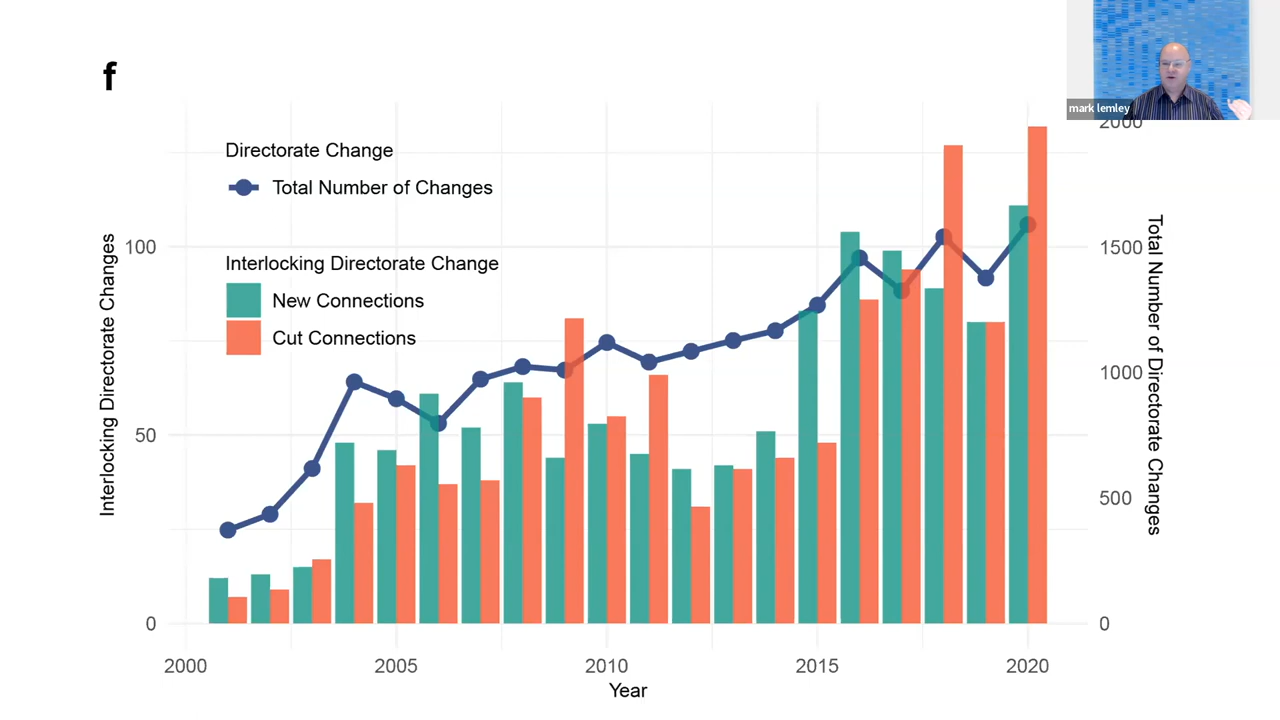 f
mark lemley
2000
Directorate Change
Total Number of Changes
Interlocking Directorate Change
New Connections
Cut Connections
Interlocking Directorate Changes
100
50
0
1500
1000
500
0
Total Number of Directorate Changes
2000
2005
2010
2015
2020
Year